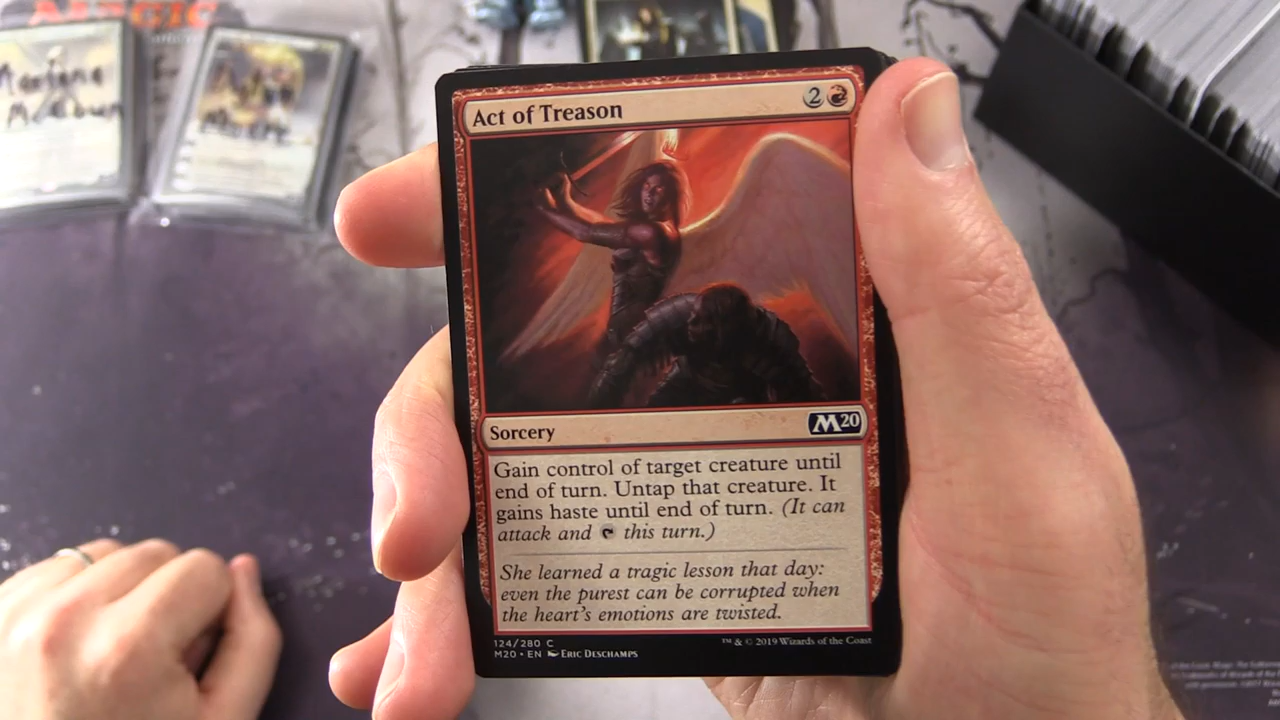 MAGIC
Act of Treason 2
Sorcery M20
Gain control of target creature until
end of turn. Untap that creature. It
gains haste until end of turn. (It can
attack and this turn.)
She learned a tragic lesson that day:
even the purest can be corrupted when
the heart's emotions are twisted.
124/280 C
M20 • EN Eric Deschamps
™ & © 2019 Wizards of the Coast